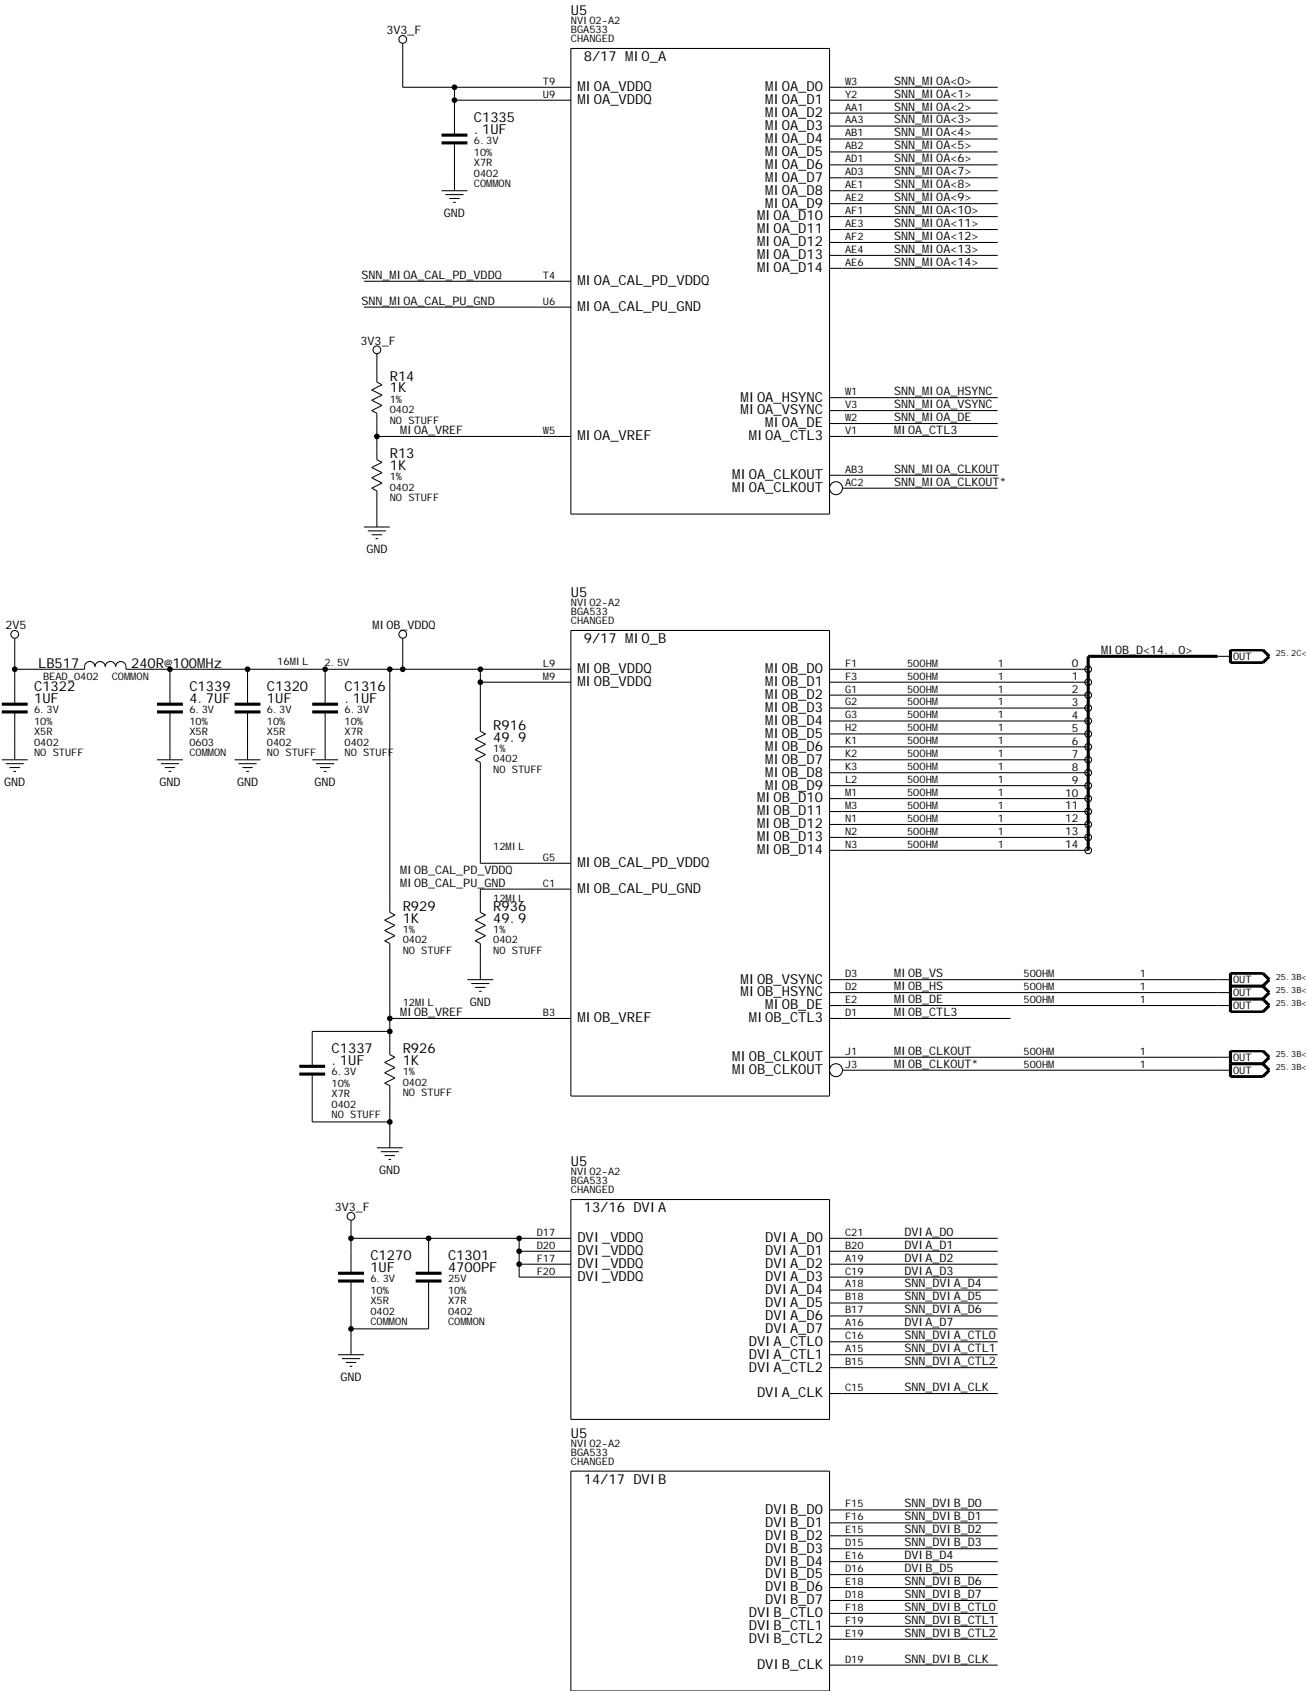 U5
NVIO2-A2
BGA533
CHANGED
3V3_F
8/17 MIO_A
T9 MIOA_VDDQ
U9 MIOA_VDDQ
C1335
.1UF
6.3V
10%
X7R
0402
COMMON
GND
MIOA_D0 W3 SNN_MIOA<0>
MIOA_D1 Y2 SNN_MIOA<1>
MIOA_D2 AA1 SNN_MIOA<2>
MIOA_D3 AA3 SNN_MIOA<3>
MIOA_D4 AB1 SNN_MIOA<4>
MIOA_D5 AB2 SNN_MIOA<5>
MIOA_D6 AD1 SNN_MIOA<6>
MIOA_D7 AD3 SNN_MIOA<7>
MIOA_D8 AE1 SNN_MIOA<8>
MIOA_D9 AE2 SNN_MIOA<9>
MIOA_D10 AF1 SNN_MIOA<10>
MIOA_D11 AE3 SNN_MIOA<11>
MIOA_D12 AF2 SNN_MIOA<12>
MIOA_D13 AE4 SNN_MIOA<13>
MIOA_D14 AE6 SNN_MIOA<14>
SNN_MIOA_CAL_PD_VDDQ T4 MIOA_CAL_PD_VDDQ
SNN_MIOA_CAL_PU_GND U6 MIOA_CAL_PU_GND
3V3_F
R14
1K
1%
0402
NO STUFF
MIOA_VREF W5 MIOA_VREF
R13
1K
1%
0402
NO STUFF
GND
MIOA_HSYNC W1 SNN_MIOA_HSYNC
MIOA_VSYNC V3 SNN_MIOA_VSYNC
MIOA_DE W2 SNN_MIOA_DE
MIOA_CTL3 V1 MIOA_CTL3
MIOA_CLKOUT AB3 SNN_MIOA_CLKOUT
MIOA_CLKOUT AC2 SNN_MIOA_CLKOUT*
U5
NVIO2-A2
BGA533
CHANGED
9/17 MIO_B
2V5
MIOB_VDDQ
LB517 240R@100MHz 16MIL 2.5V
BEAD_0402 COMMON
L9 MIOB_VDDQ
M9 MIOB_VDDQ
C1322
1UF
6.3V
10%
X5R
0402
NO STUFF
GND
C1339
4.7UF
6.3V
10%
X5R
0603
COMMON
GND
C1320
1UF
6.3V
10%
X5R
0402
NO STUFF
GND
C1316
.1UF
6.3V
10%
X7R
0402
NO STUFF
GND
R916
49.9
1%
0402
NO STUFF
12MIL
G5 MIOB_CAL_PD_VDDQ
MIOB_CAL_PD_VDDQ
MIOB_CAL_PU_GND C1 MIOB_CAL_PU_GND
12MIL
R936
49.9
1%
0402
NO STUFF
GND
R929
1K
1%
0402
NO STUFF
12MIL
MIOB_VREF B3 MIOB_VREF
C1337
.1UF
6.3V
10%
X7R
0402
NO STUFF
R926
1K
1%
0402
NO STUFF
GND
MIOB_D<14..0> OUT 25.2C<
MIOB_D0 F1 50OHM 1 0
MIOB_D1 F3 50OHM 1 1
MIOB_D2 G1 50OHM 1 2
MIOB_D3 G2 50OHM 1 3
MIOB_D4 G3 50OHM 1 4
MIOB_D5 H2 50OHM 1 5
MIOB_D6 K1 50OHM 1 6
MIOB_D7 K2 50OHM 1 7
MIOB_D8 K3 50OHM 1 8
MIOB_D9 L2 50OHM 1 9
MIOB_D10 M1 50OHM 1 10
MIOB_D11 M3 50OHM 1 11
MIOB_D12 N1 50OHM 1 12
MIOB_D13 N2 50OHM 1 13
MIOB_D14 N3 50OHM 1 14
MIOB_VSYNC D3 MIOB_VS 50OHM 1 OUT 25.3B<
MIOB_HSYNC D2 MIOB_HS 50OHM 1 OUT 25.3B<
MIOB_DE E2 MIOB_DE 50OHM 1 OUT 25.3B<
MIOB_CTL3 D1 MIOB_CTL3
MIOB_CLKOUT J1 MIOB_CLKOUT 50OHM 1 OUT 25.3B<
MIOB_CLKOUT J3 MIOB_CLKOUT* 50OHM 1 OUT 25.3B<
U5
NVIO2-A2
BGA533
CHANGED
13/16 DVIA
3V3_F
D17 DVI_VDDQ
D20 DVI_VDDQ
F17 DVI_VDDQ
F20 DVI_VDDQ
C1270
1UF
6.3V
10%
X5R
0402
COMMON
C1301
4700PF
25V
10%
X7R
0402
COMMON
GND
DVIA_D0 C21 DVIA_D0
DVIA_D1 B20 DVIA_D1
DVIA_D2 A19 DVIA_D2
DVIA_D3 C19 DVIA_D3
DVIA_D4 A18 SNN_DVIA_D4
DVIA_D5 B18 SNN_DVIA_D5
DVIA_D6 B17 SNN_DVIA_D6
DVIA_D7 A16 DVIA_D7
DVIA_CTL0 C16 SNN_DVIA_CTL0
DVIA_CTL1 A15 SNN_DVIA_CTL1
DVIA_CTL2 B15 SNN_DVIA_CTL2
DVIA_CLK C15 SNN_DVIA_CLK
U5
NVIO2-A2
BGA533
CHANGED
14/17 DVIB
DVIB_D0 F15 SNN_DVIB_D0
DVIB_D1 F16 SNN_DVIB_D1
DVIB_D2 E15 SNN_DVIB_D2
DVIB_D3 D15 SNN_DVIB_D3
DVIB_D4 E16 DVIB_D4
DVIB_D5 D16 DVIB_D5
DVIB_D6 E18 SNN_DVIB_D6
DVIB_D7 D18 SNN_DVIB_D7
DVIB_CTL0 F18 SNN_DVIB_CTL0
DVIB_CTL1 F19 SNN_DVIB_CTL1
DVIB_CTL2 E19 SNN_DVIB_CTL2
DVIB_CLK D19 SNN_DVIB_CLK